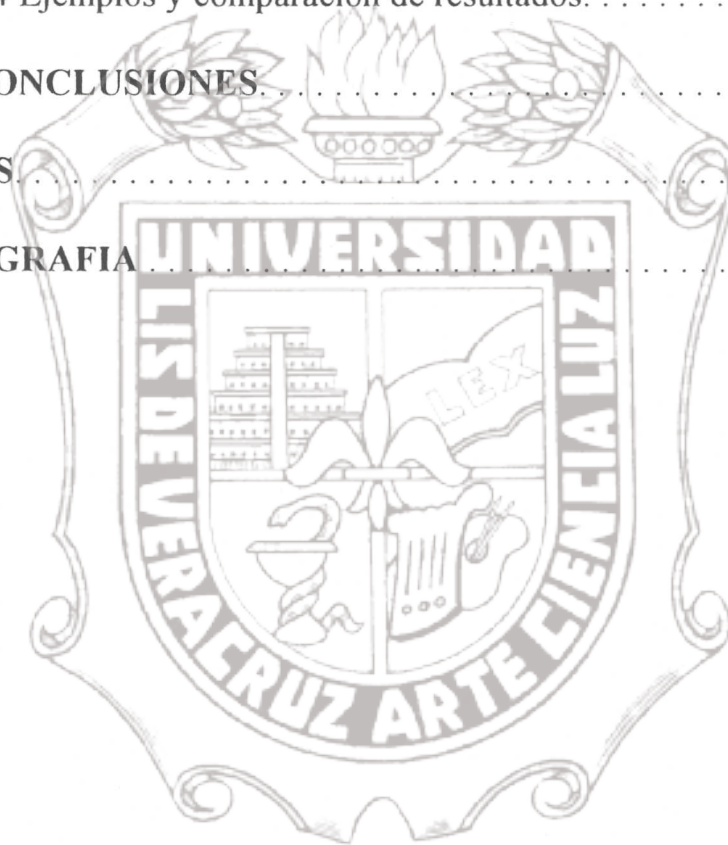 Ejemplos y comparación de resultados. . . . . . . . .
ONCLUSIONES. . . . . . . . . . . . . . . . . . . . . . . . . .
S. . . . . . . . . . . . . . . . . . . . . . . . . . . . . . . . . . . . .
GRAFIA . . . . . . . . . . . . . . . . . . . . . . . . . . . . . .
UNIVERSIDAD
LIS DE VERACRUZ ARTE CIENCIA LUZ
LEX